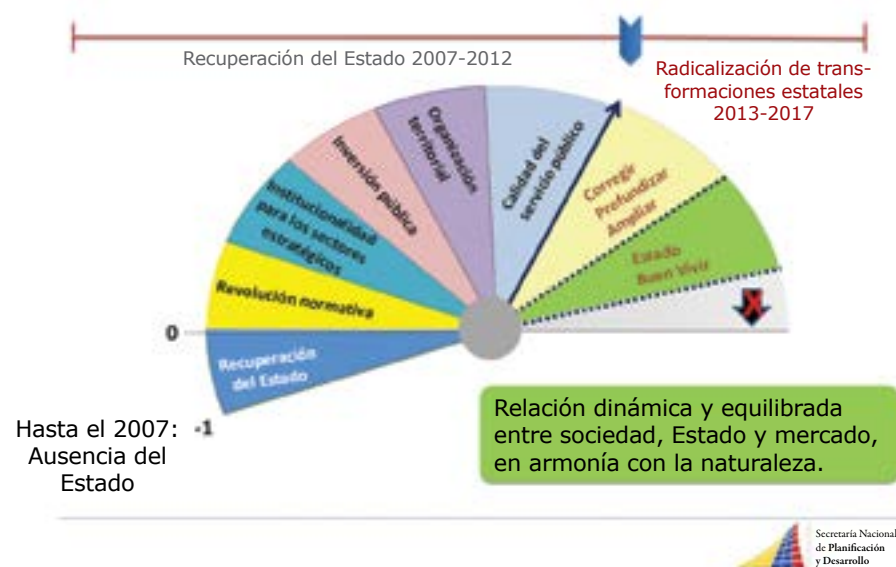 Recuperación del Estado 2007-2012
Radicalización de trans-
formaciones estatales
2013-2017
Recuperación
del Estado
Revolución normativa
Institucionalidad
para los sectores
estratégicos
Inversión pública
Organización
territorial
Calidad del
servicio público
Corregir
Prefundizar
Ampliar
Estado
Buen Vivir
X
0
-1
Hasta el 2007:
Ausencia del
Estado
Relación dinámica y equilibrada
entre sociedad, Estado y mercado,
en armonía con la naturaleza.
Secretaría Nacional
de Planificación
y Desarrollo